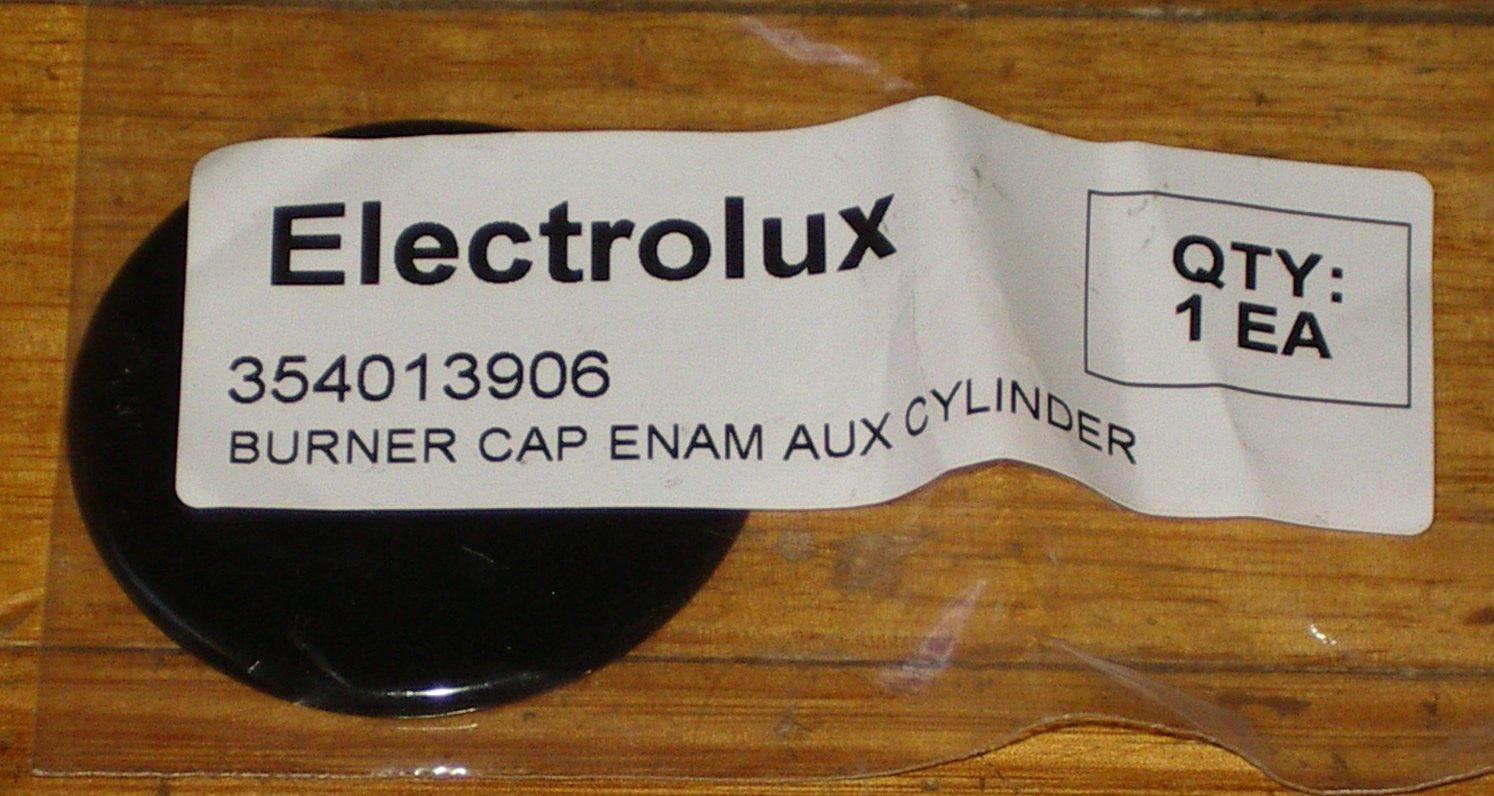 Electrolux
QTY:
1 EA
354013906
BURNER CAP ENAM AUX CYLINDER